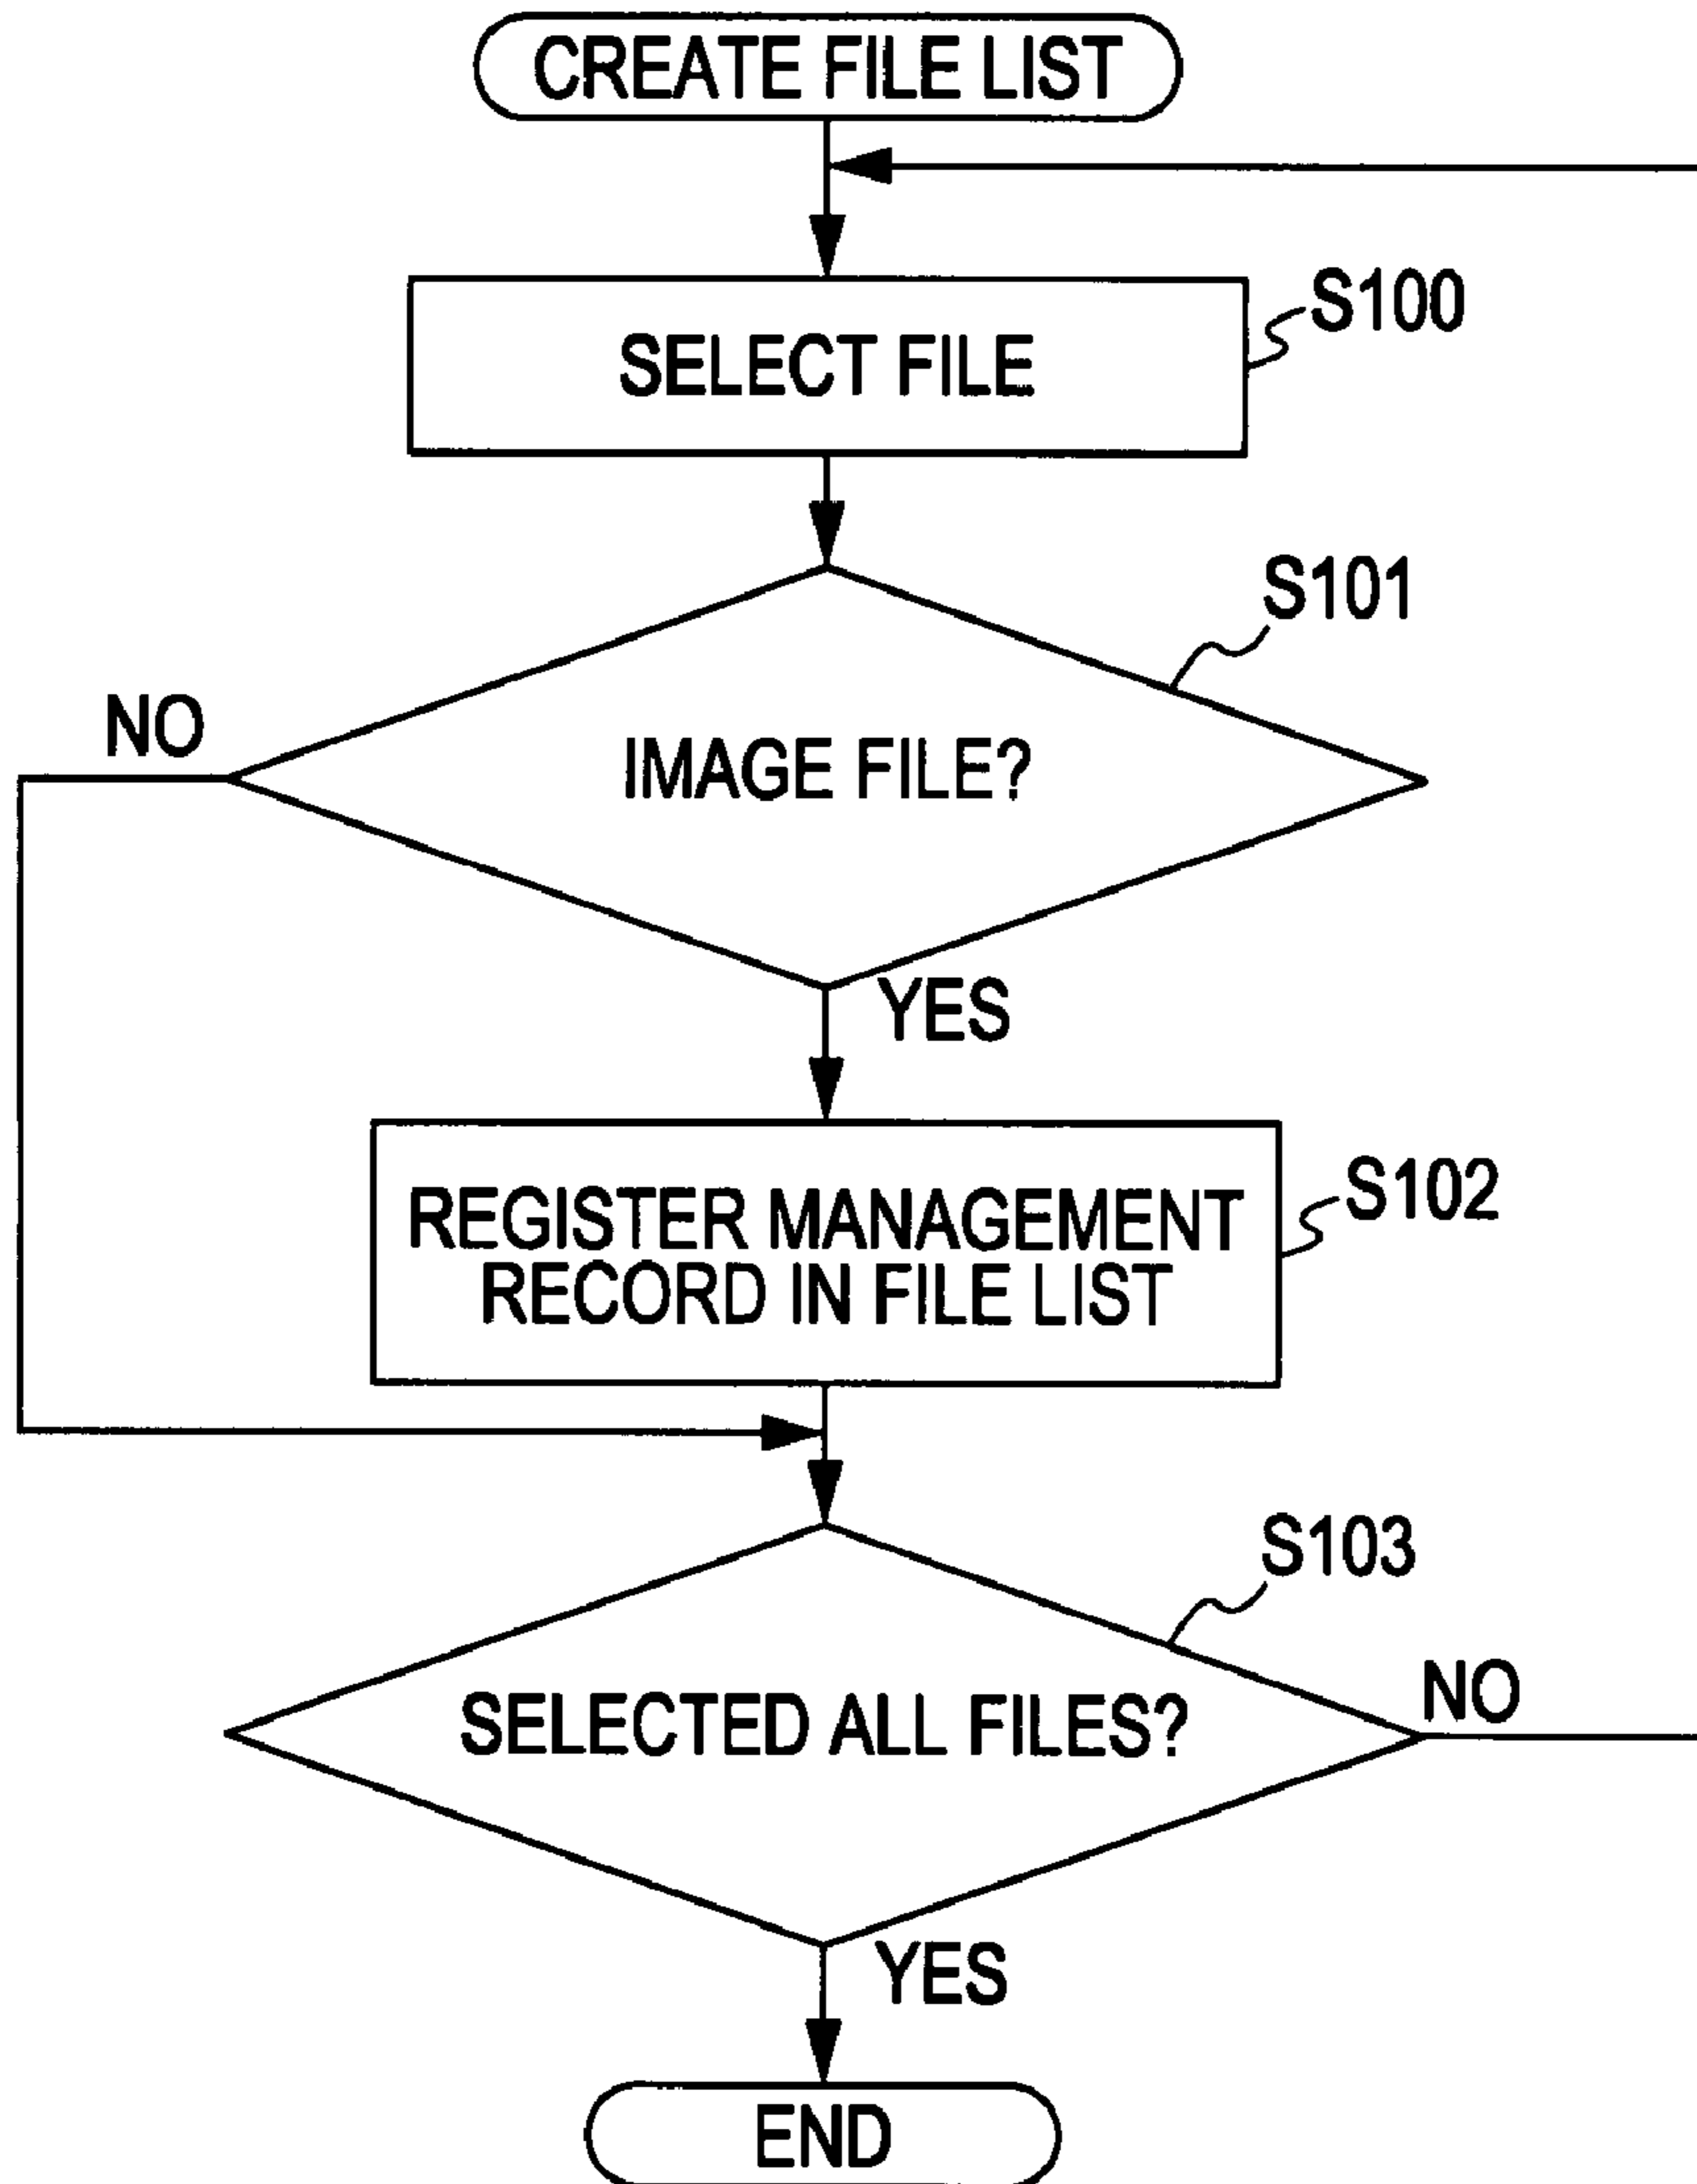 CREATE FILE LIST
SELECT FILE
S100
S101
IMAGE FILE?
NO
YES
REGISTER MANAGEMENT
RECORD IN FILE LIST
S102
S103
SELECTED ALL FILES?
NO
YES
END